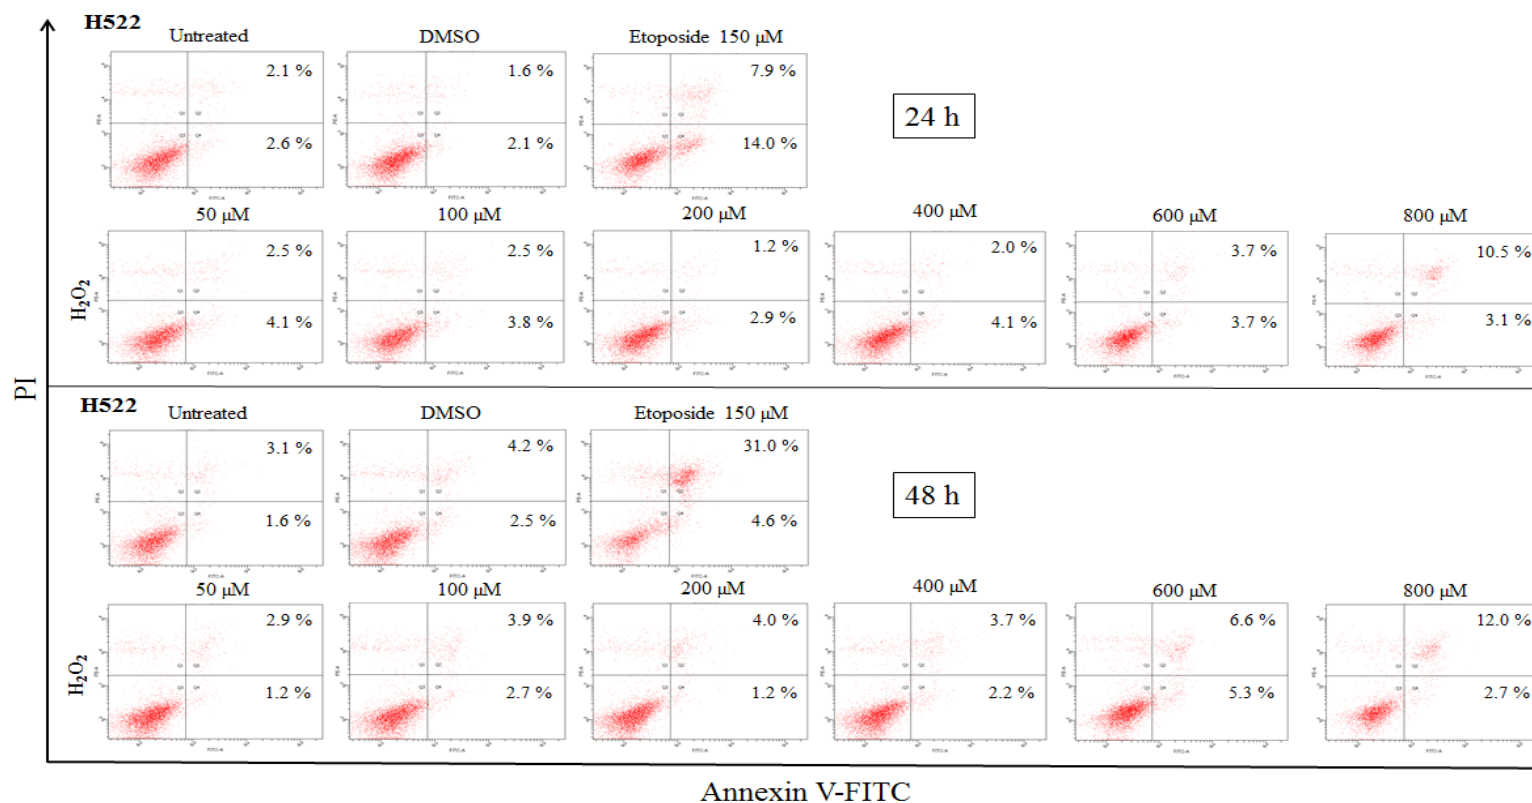 H522
Untreated
DMSO
Etoposide 150 µM
2.1 %
1.6 %
7.9 %
24 h
2.6 %
2.1 %
14.0 %
50 µM
100 µM
200 µM
400 µM
600 µM
800 µM
H₂O₂
2.5 %
2.5 %
1.2 %
2.0 %
3.7 %
10.5 %
4.1 %
3.8 %
2.9 %
4.1 %
3.7 %
3.1 %
PI
H522
Untreated
DMSO
Etoposide 150 µM
3.1 %
4.2 %
31.0 %
48 h
1.6 %
2.5 %
4.6 %
50 µM
100 µM
200 µM
400 µM
600 µM
800 µM
H₂O₂
2.9 %
3.9 %
4.0 %
3.7 %
6.6 %
12.0 %
1.2 %
2.7 %
1.2 %
2.2 %
5.3 %
2.7 %
Annexin V-FITC